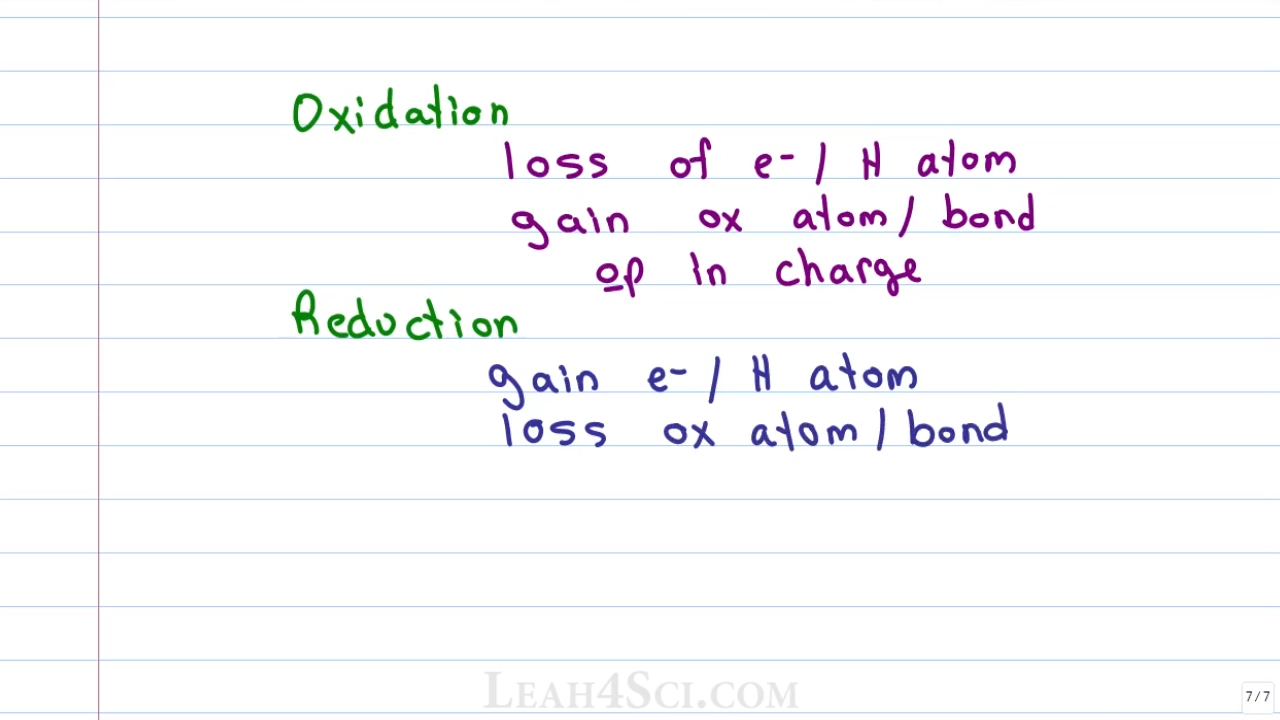 Oxidation
loss of e- / H atom
gain ox atom / bond
op in charge
Reduction
gain e- / H atom
loss ox atom / bond
LEAH4SCI.COM
7/7